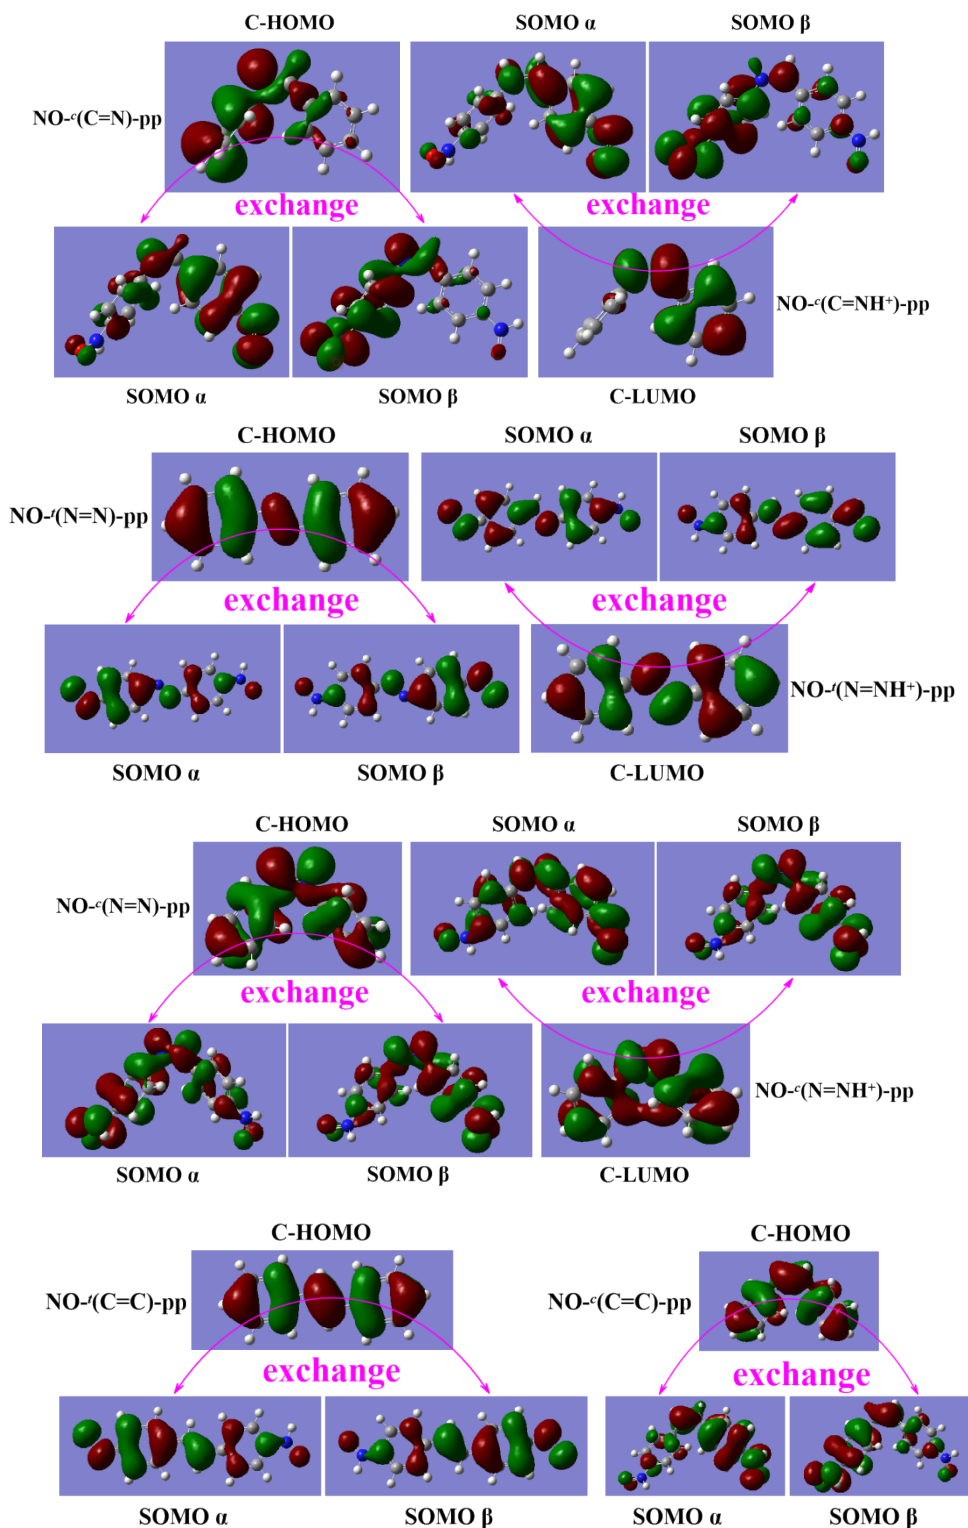 C-HOMO SOMO α SOMO β
NO-ᶜ(C=N)-pp
exchange exchange
NO-ᶜ(C=NH⁺)-pp
SOMO α SOMO β C-LUMO
C-HOMO SOMO α SOMO β
NO-ᵗ(N=N)-pp
exchange exchange
NO-ᵗ(N=NH⁺)-pp
SOMO α SOMO β C-LUMO
C-HOMO SOMO α SOMO β
NO-ᶜ(N=N)-pp
exchange exchange
NO-ᶜ(N=NH⁺)-pp
SOMO α SOMO β C-LUMO
C-HOMO C-HOMO
NO-ᵗ(C=C)-pp NO-ᶜ(C=C)-pp
exchange exchange
SOMO α SOMO β SOMO α SOMO β